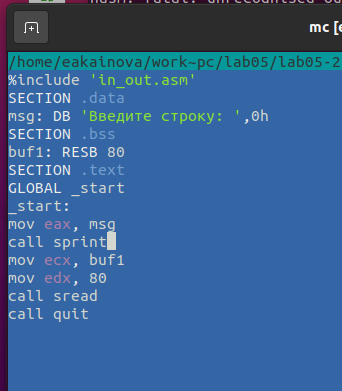 mc [e
/home/eakalnova/work~pc/lab05/lab05-2
%include 'in_out.asm'
SECTION .data
msg: DB 'Введите строку: ',0h
SECTION .bss
buf1: RESB 80
SECTION .text
GLOBAL _start
_start:
mov eax, msg
call sprint
mov ecx, buf1
mov edx, 80
call sread
call quit